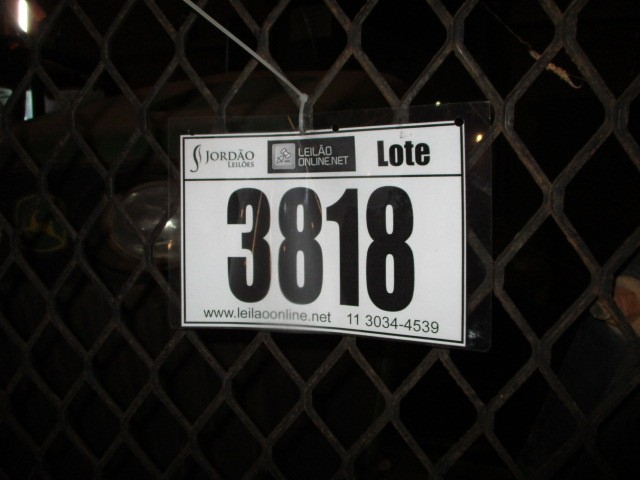 JORDÃO
LEILÕES
LEILÃO
ONLINE.NET
Lote
3818
www.leilaoonline.net 11 3034-4539